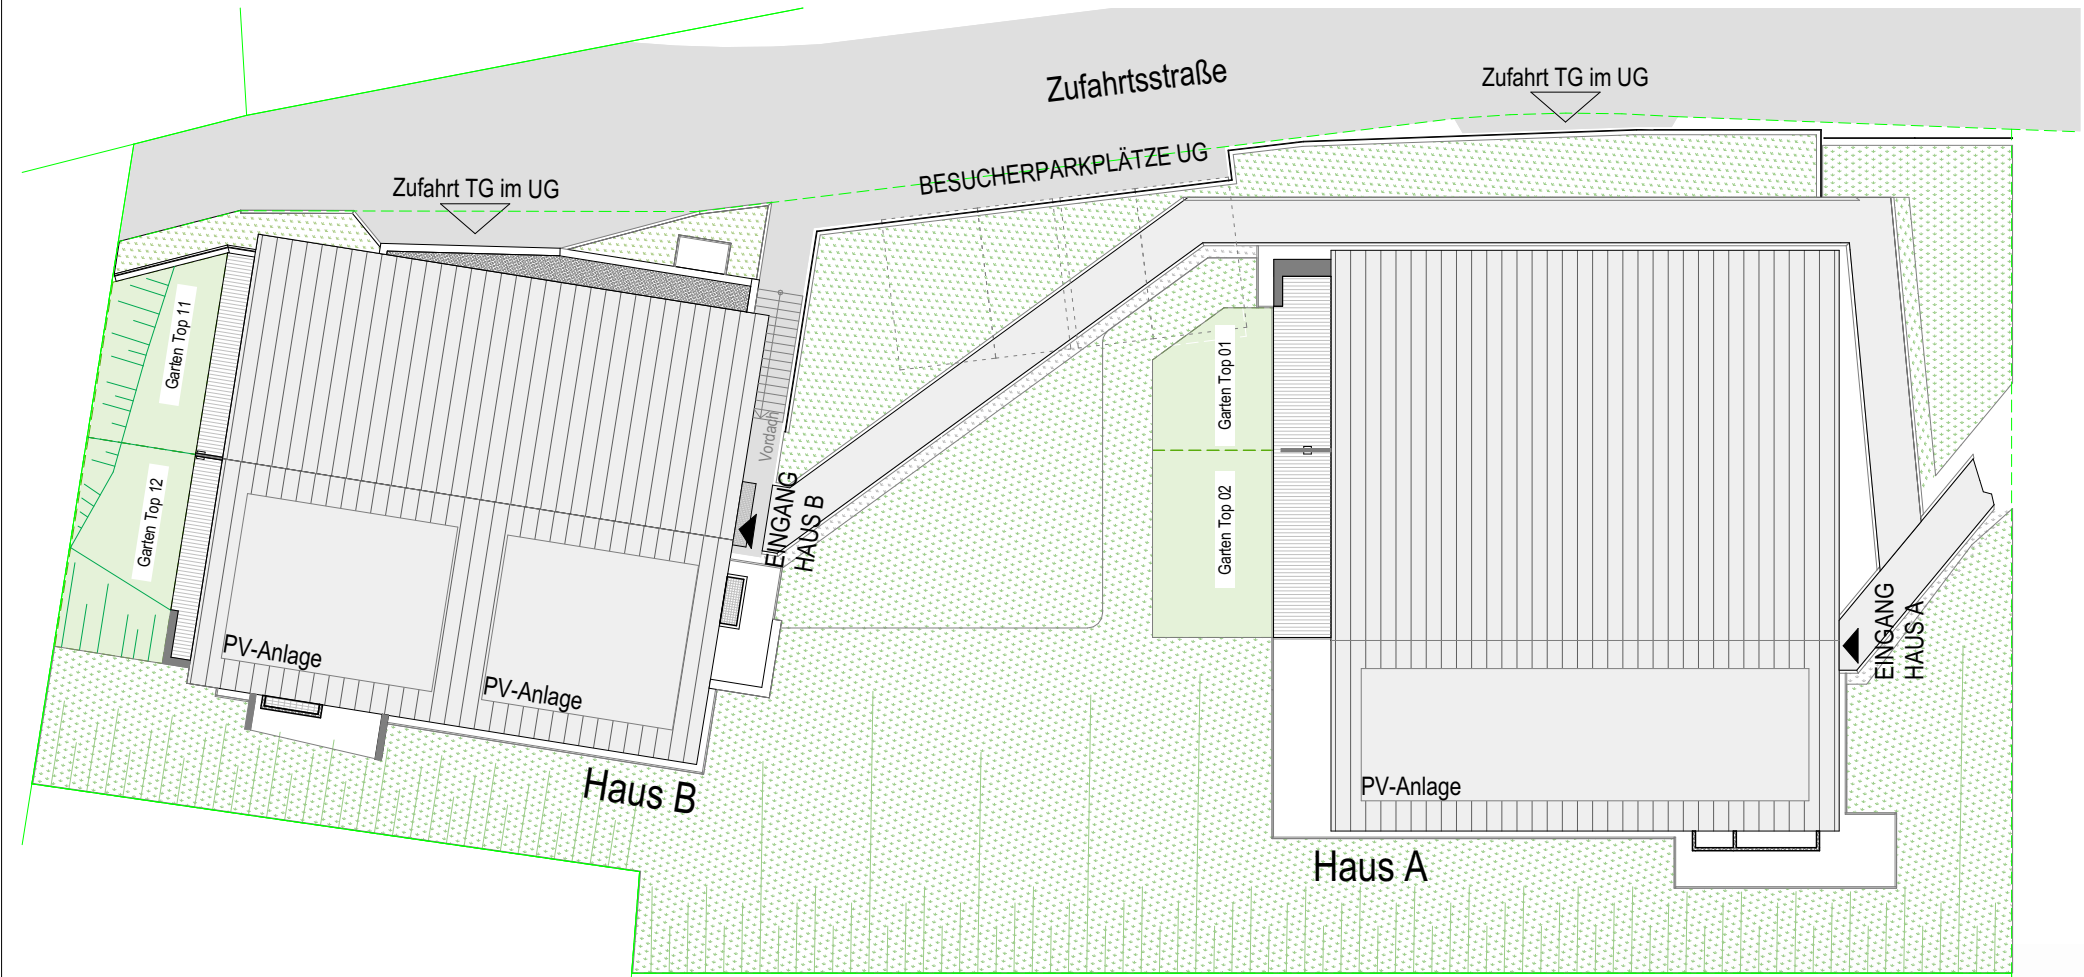 Zufahrtsstraße
Zufahrt TG im UG
BESUCHERPARKPLÄTZE UG
Zufahrt TG im UG
Garten Top 11
Garten Top 12
Vordach
EINGANG
HAUS B
Garten Top 01
Garten Top 02
EINGANG
HAUS A
PV-Anlage
PV-Anlage
PV-Anlage
Haus B
Haus A